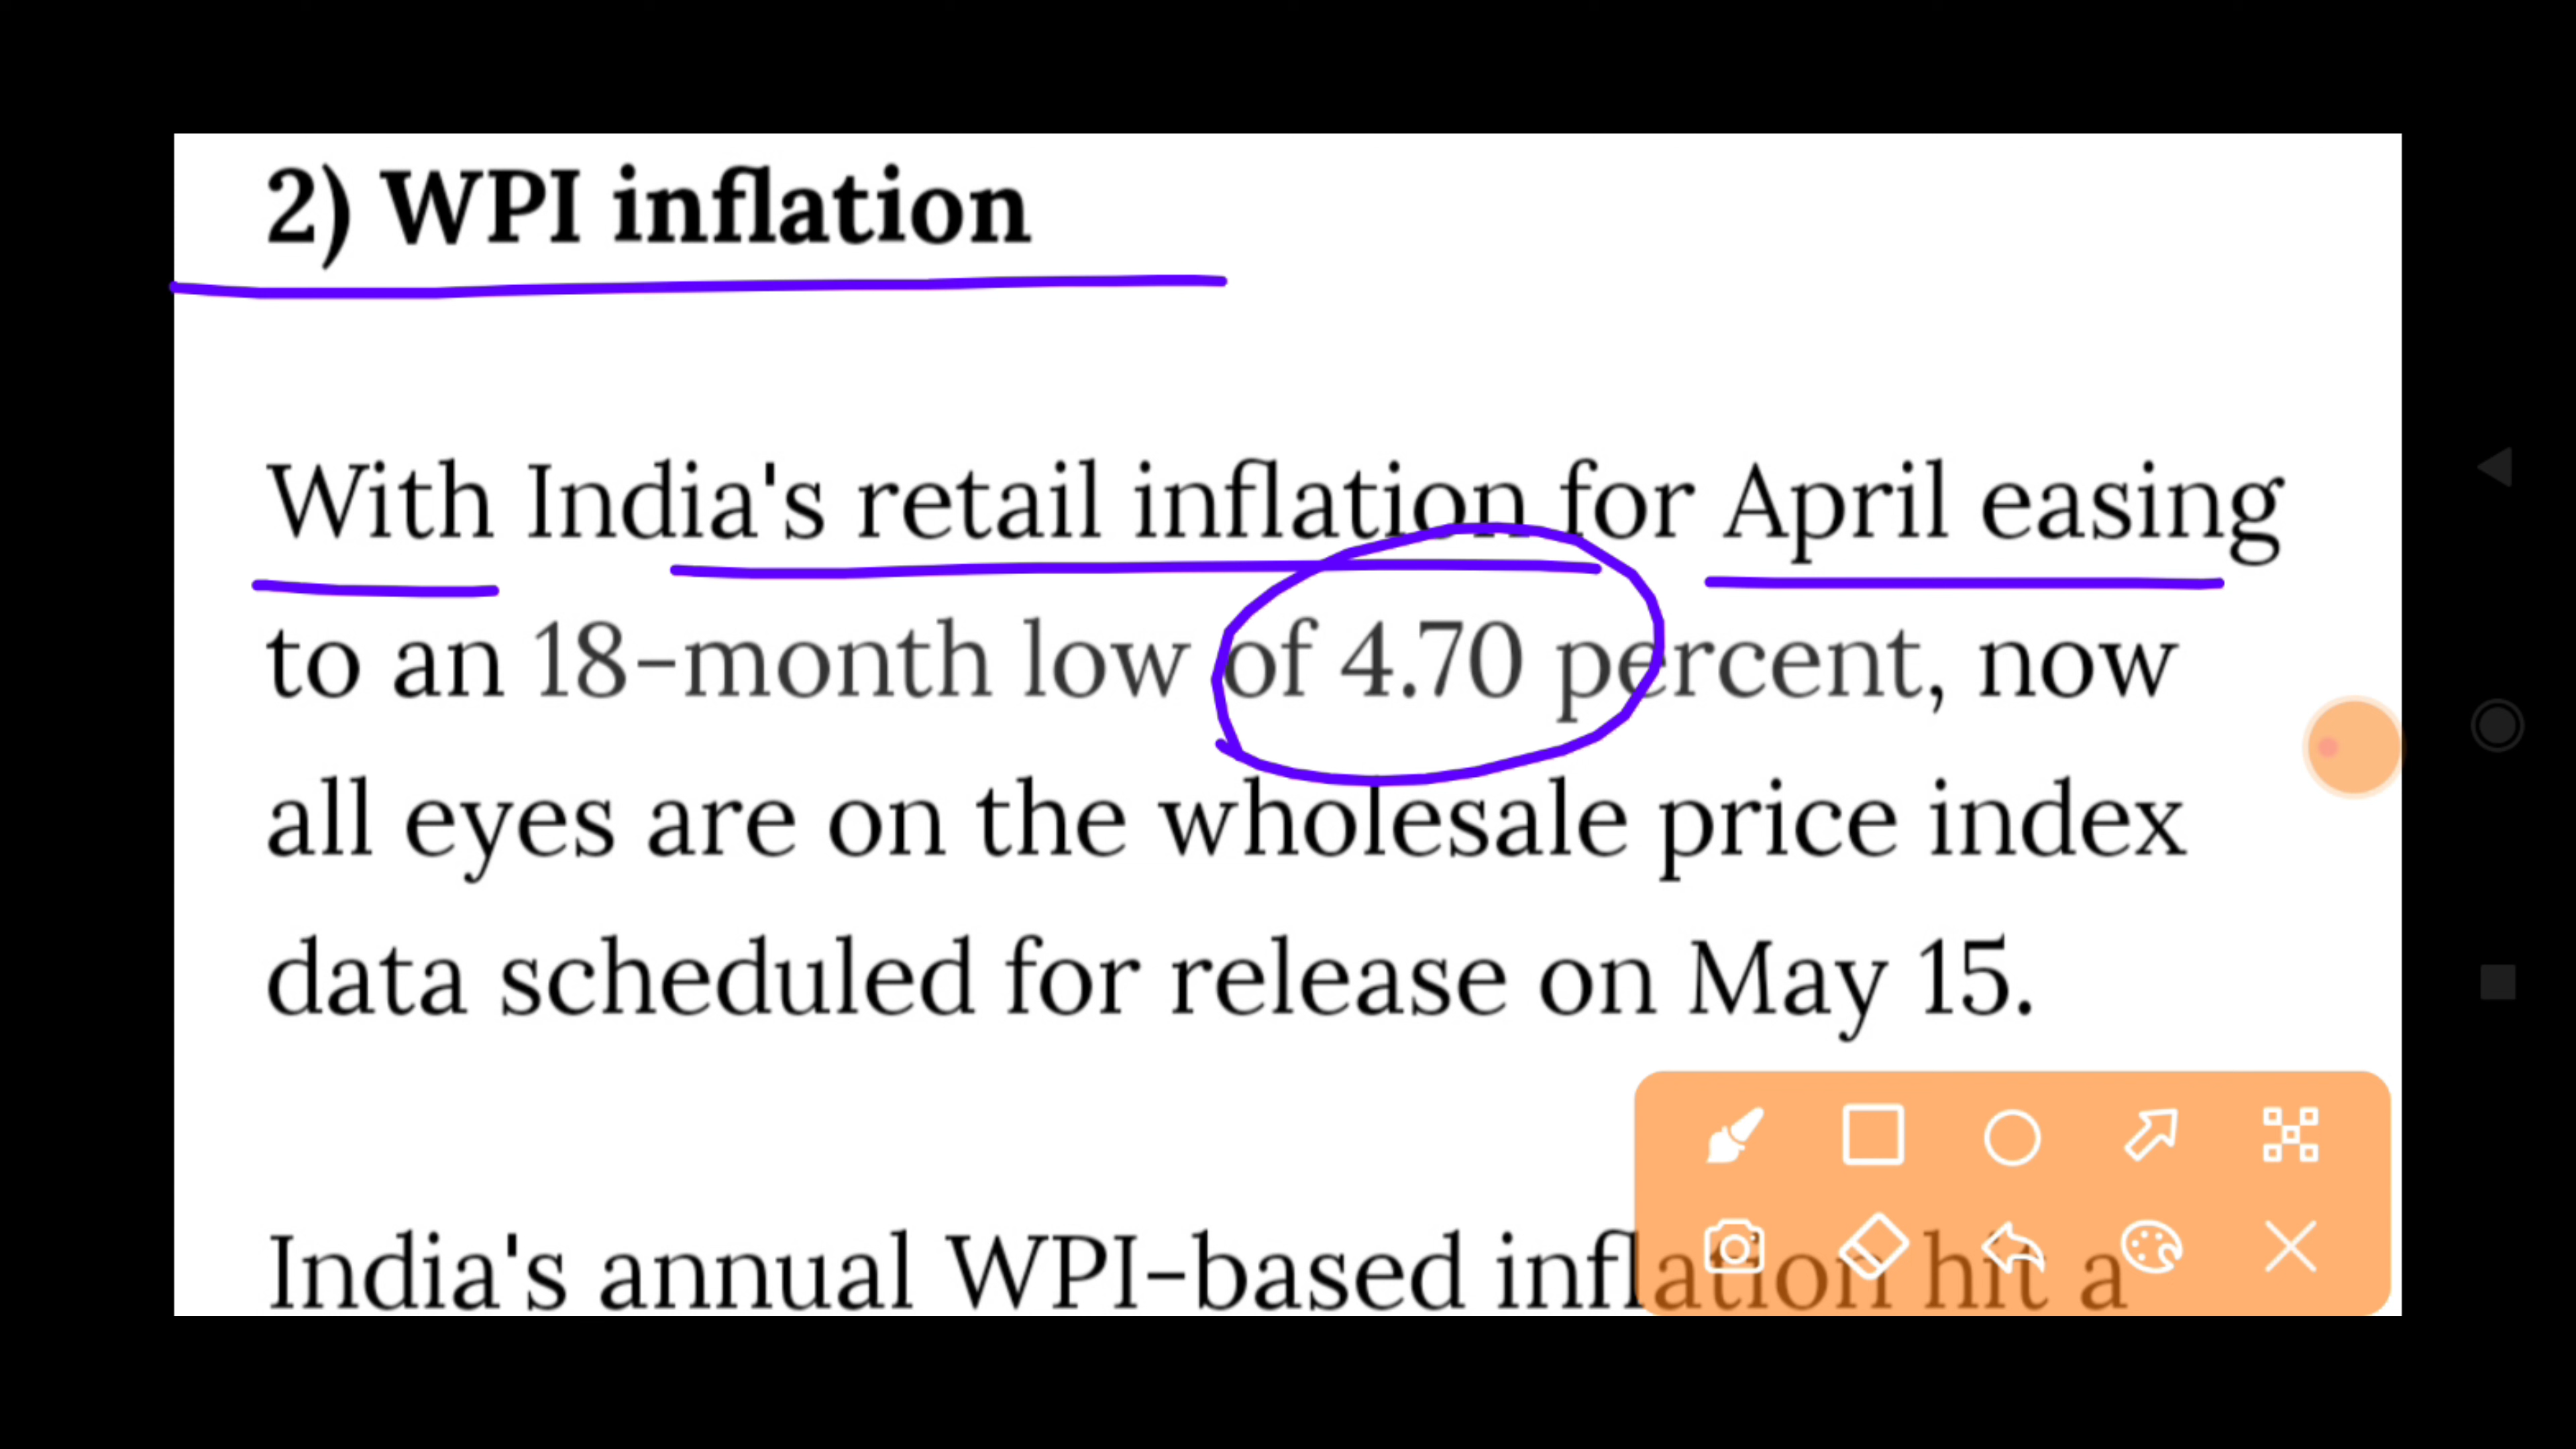 2) WPI inflation
With India's retail inflation for April easing
to an 18-month low of 4.70 percent, now
all eyes are on the wholesale price index
data scheduled for release on May 15.
India's annual WPI-based inflation hit a